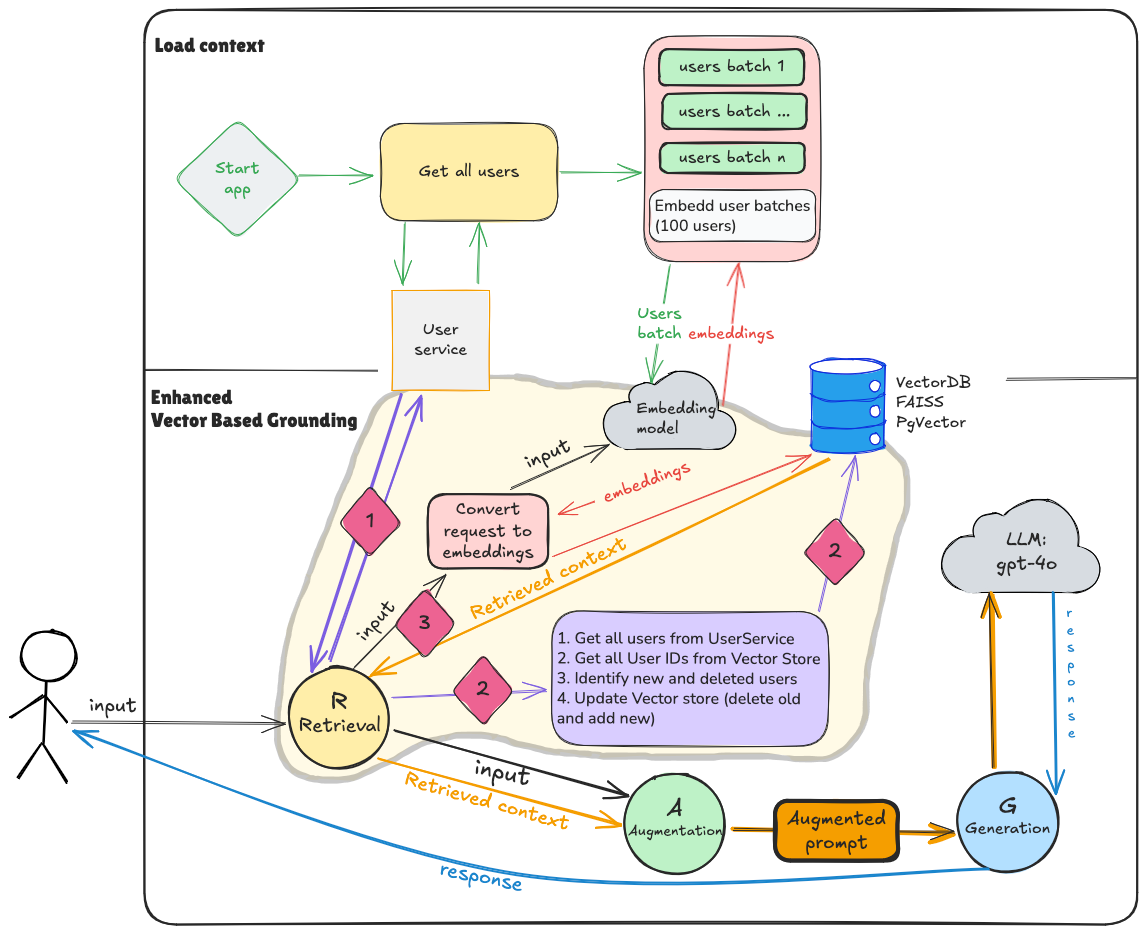 Load context
users batch 1
users batch ...
users batch n
Embedd user batches
(100 users)
Start
app
Get all users
User
service
Users
batch
embeddings
Enhanced
Vector Based Grounding
Embedding
model
VectorDB
FAISS
PgVector
input
embeddings
1
Convert
request to
embeddings
2
Retrieved context
LLM:
gpt-4o
input
3
response
1. Get all users from UserService
2. Get all User IDs from Vector Store
3. Identify new and deleted users
4. Update Vector store (delete old
and add new)
2
R
Retrieval
input
input
Retrieved context
A
Augmentation
Augmented
prompt
G
Generation
response